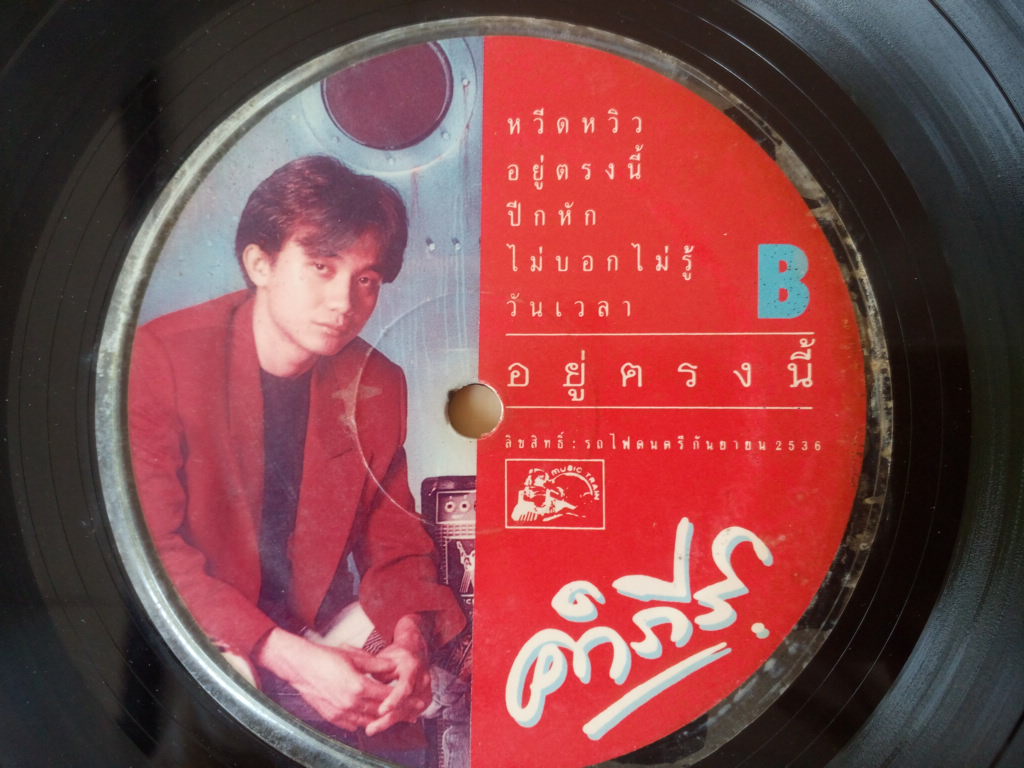 หวีดหวิว
อยู่ตรงนี้
ปีกหัก
ไม่บอกไม่รู้
วันเวลา
B
อยู่ตรงนี้
ลิขสิทธิ์ : รถไฟดนตรี กันยายน 2536
MUSIC TRAIN
คำภีร์